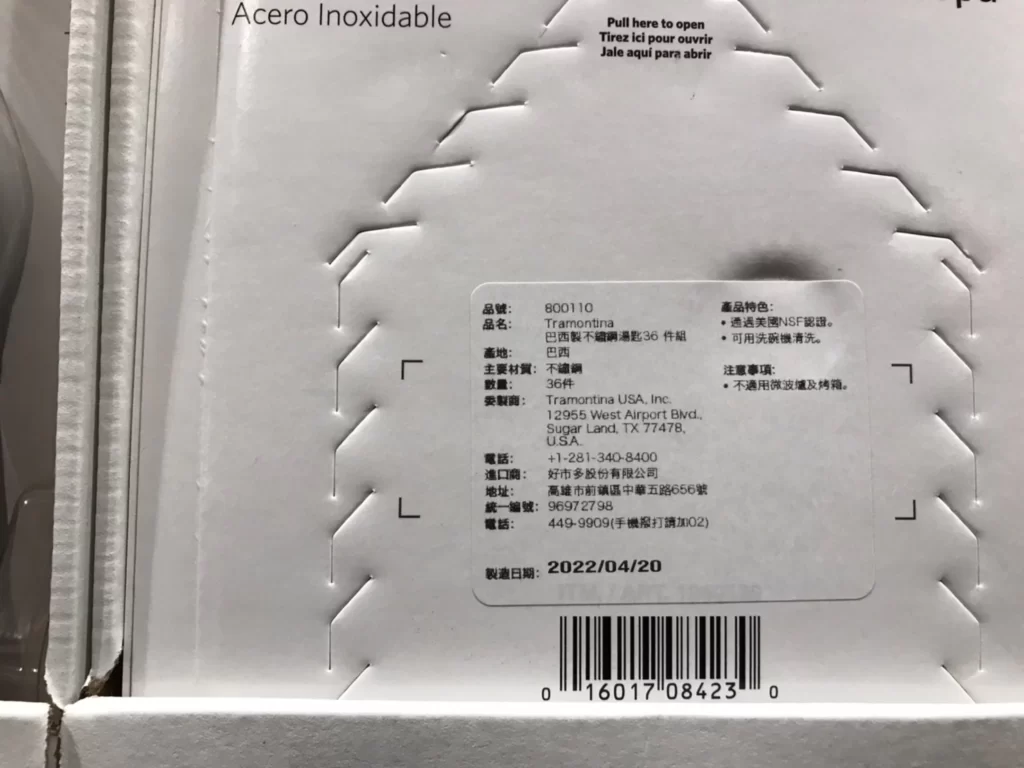 Acero Inoxidable
Pull here to open
Tirez ici pour ouvrir
Jale aquí para abrir
品號: 800110
品名: Tramontina
巴西製不鏽鋼湯匙36 件組
產地: 巴西
主要材質: 不鏽鋼
數量: 36件
委製商: Tramontina USA, Inc.
12955 West Airport Blvd.,
Sugar Land, TX 77478,
U.S.A.
電話: +1-281-340-8400
進口商: 好市多股份有限公司
地址: 高雄市前鎮區中華五路656號
統一編號: 96972798
電話: 449-9909(手機撥打請加02)
製造日期: 2022/04/20
產品特色:
• 通過美國NSF認證。
• 可用洗碗機清洗。
注意事項:
• 不適用微波爐及烤箱。
ITM. / ART.
0 16017 08423 0